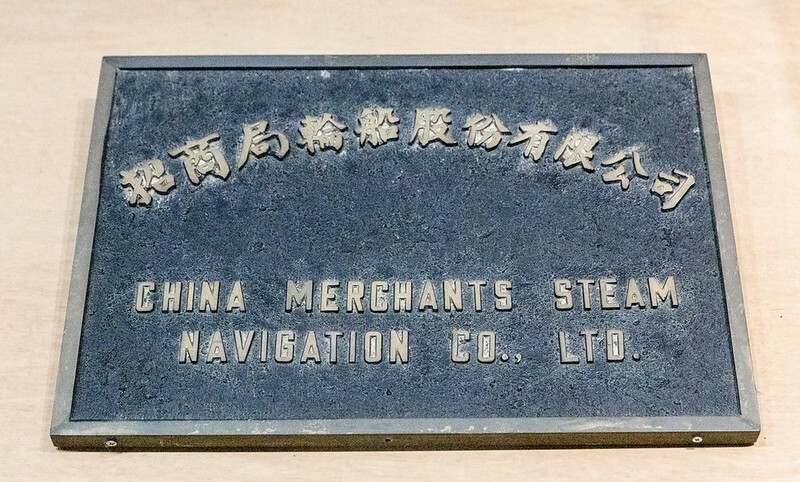 招商局輪船股份有限公司
CHINA MERCHANTS STEAM
NAVIGATION CO., LTD.